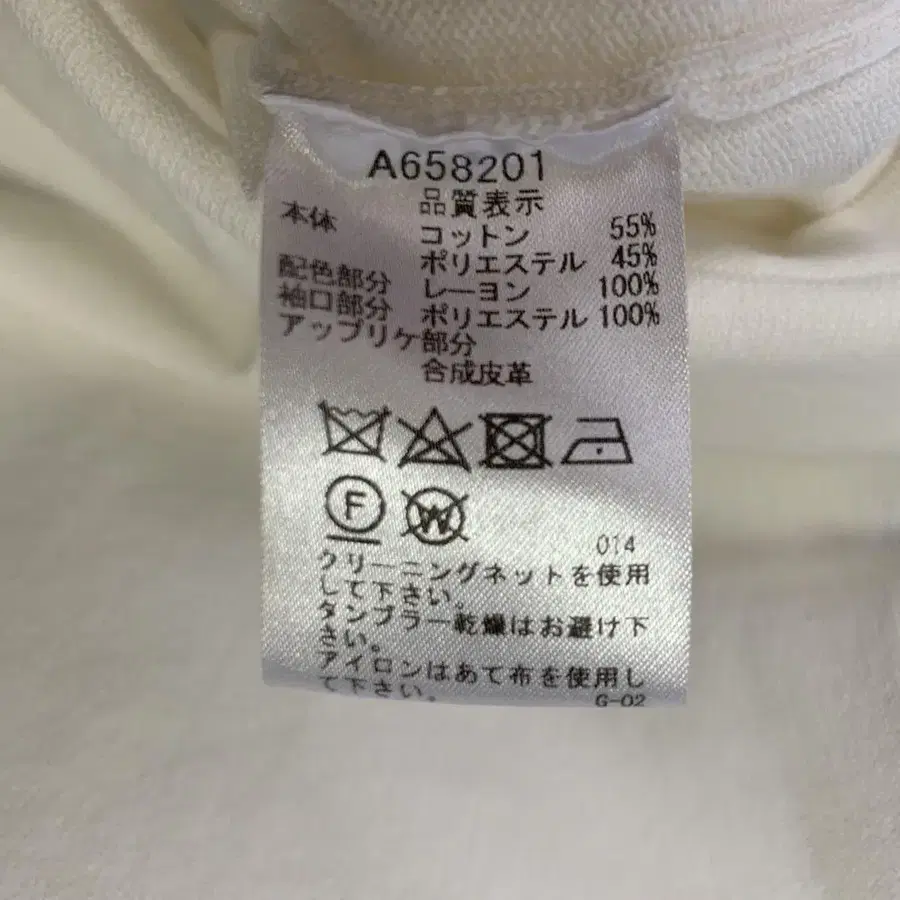 A658201
品質表示
本体 コットン 55%
ポリエステル 45%
配色部分 レーヨン 100%
袖口部分 ポリエステル 100%
アップリケ部分
合成皮革
F W
014
クリーニングネットを使用
して下さい。
タンブラー乾燥はお避け下
さい。
アイロンはあて布を使用し
て下さい。
G-02